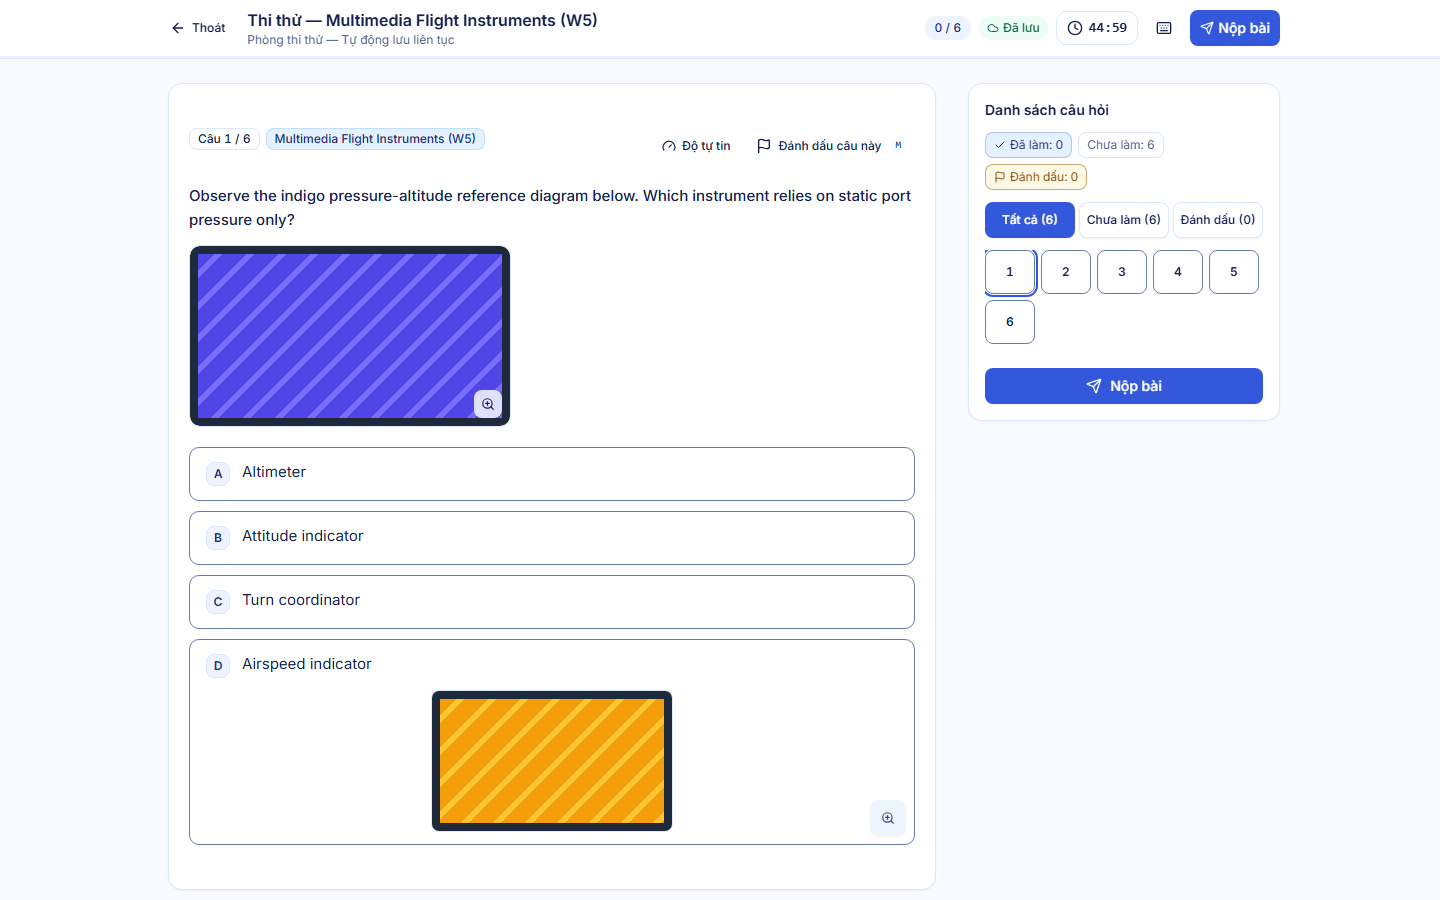 Thoát
Thi thử — Multimedia Flight Instruments (W5)
Phòng thi thử — Tự động lưu liên tục
0 / 6
Đã lưu
44:59
Nộp bài
Câu 1 / 6
Multimedia Flight Instruments (W5)
Độ tự tin
Đánh dấu câu này
M
Observe the indigo pressure-altitude reference diagram below. Which instrument relies on static port
pressure only?
A
Altimeter
B
Attitude indicator
C
Turn coordinator
D
Airspeed indicator
Danh sách câu hỏi
Đã làm: 0
Chưa làm: 6
Đánh dấu: 0
Tất cả (6)
Chưa làm (6)
Đánh dấu (0)
1
2
3
4
5
6
Nộp bài